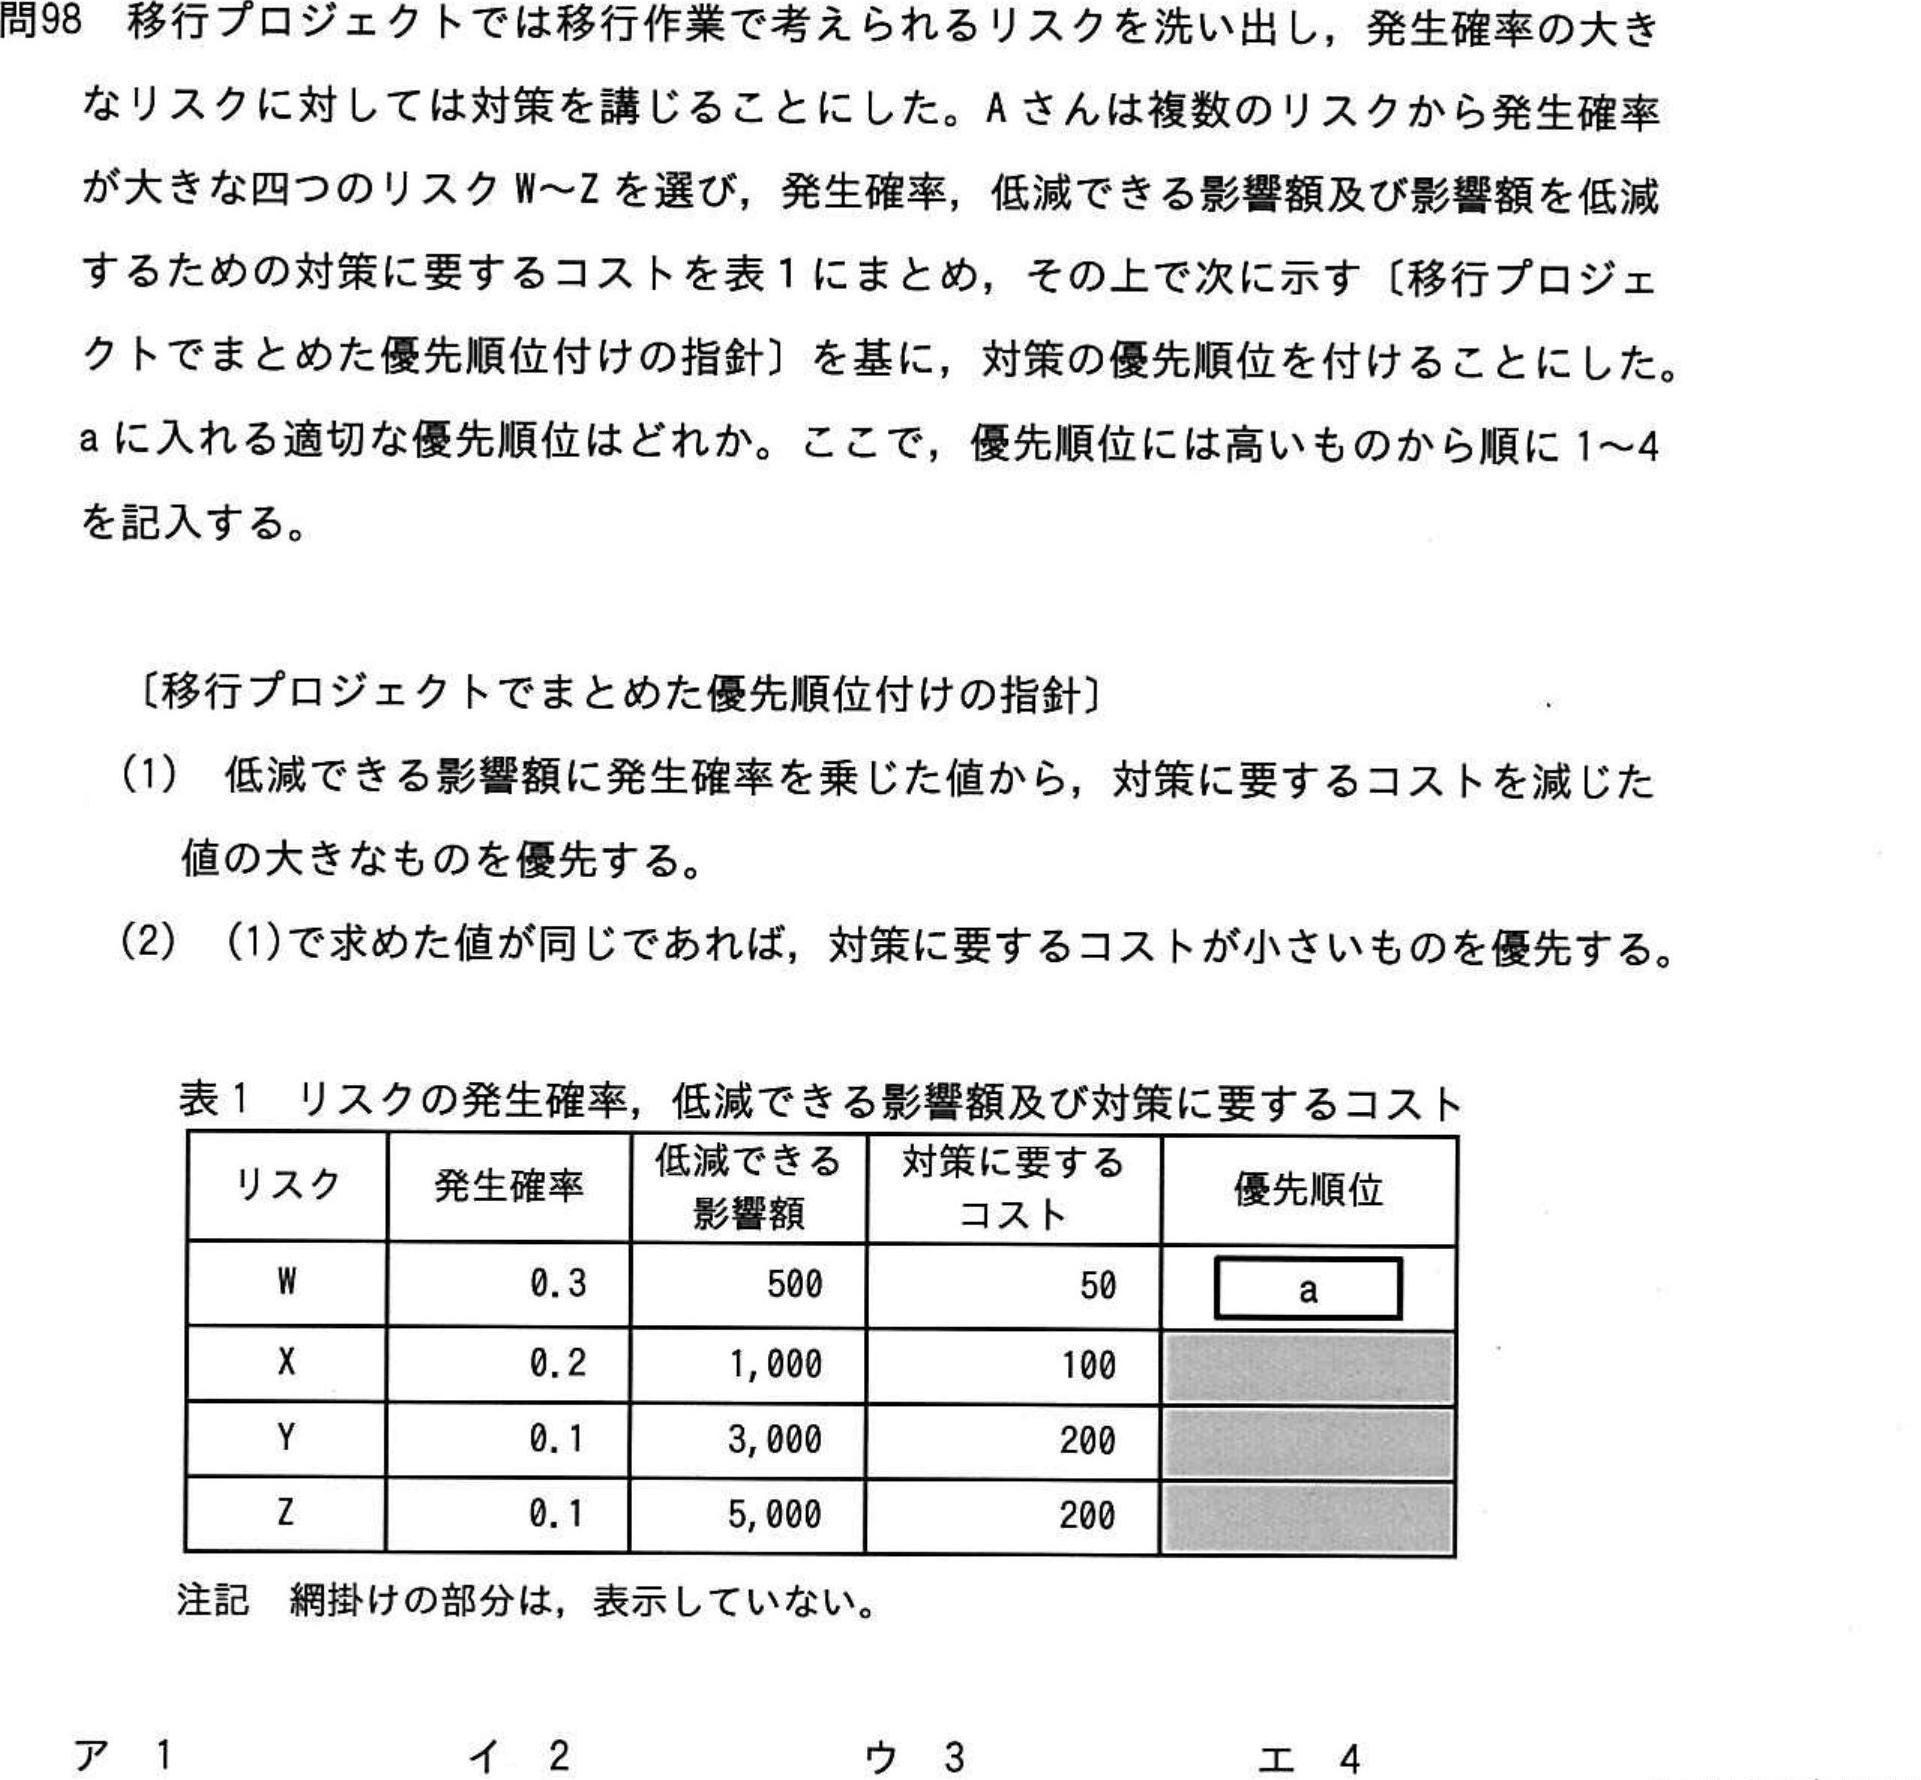 問98　移行プロジェクトでは移行作業で考えられるリスクを洗い出し，発生確率の大き
なリスクに対しては対策を講じることにした。Aさんは複数のリスクから発生確率
が大きな四つのリスクW～Zを選び，発生確率，低減できる影響額及び影響額を低減
するための対策に要するコストを表1にまとめ，その上で次に示す〔移行プロジェ
クトでまとめた優先順位付けの指針〕を基に，対策の優先順位を付けることにした。
aに入れる適切な優先順位はどれか。ここで，優先順位には高いものから順に1～4
を記入する。
〔移行プロジェクトでまとめた優先順位付けの指針〕
(1)　低減できる影響額に発生確率を乗じた値から，対策に要するコストを減じた
値の大きなものを優先する。
(2)　(1)で求めた値が同じであれば，対策に要するコストが小さいものを優先する。
表1　リスクの発生確率，低減できる影響額及び対策に要するコスト
リスク　発生確率　低減できる影響額　対策に要するコスト　優先順位
W　0.3　500　50　a
X　0.2　1,000　100
Y　0.1　3,000　200
Z　0.1　5,000　200
注記　網掛けの部分は，表示していない。
ア　1　イ　2　ウ　3　エ　4